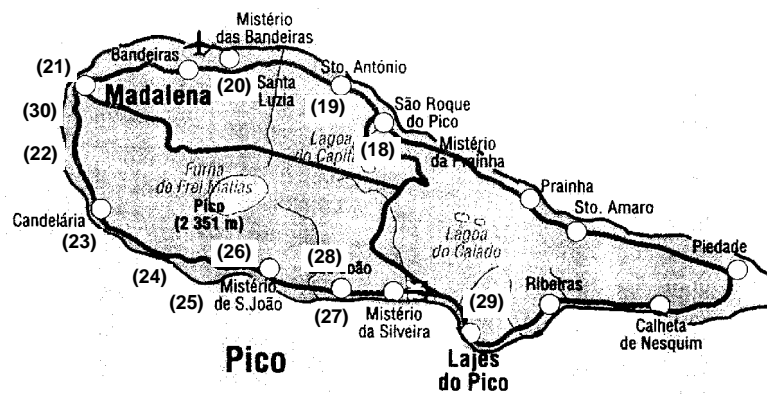 Mistério
das Bandeiras
Bandeiras
(21)
(20)
Santa
Luzia
Sto. António
(19)
Madalena
(30)
São Roque
do Pico
(18)
Mistério
da Prainha
Lagoa
do
(22)
Furna
do Frei Matias
Prainha
Pico
(2 351 m)
Sto. Amaro
Candelária
(23)
Lagoa
do Caiado
Piedade
(26)
(28)
(24)
Mistério
de S.João
(25)
(27)
Mistério
da Silveira
(29)
Ribeiras
Calheta
de Nesquim
Pico
Lajes
do Pico